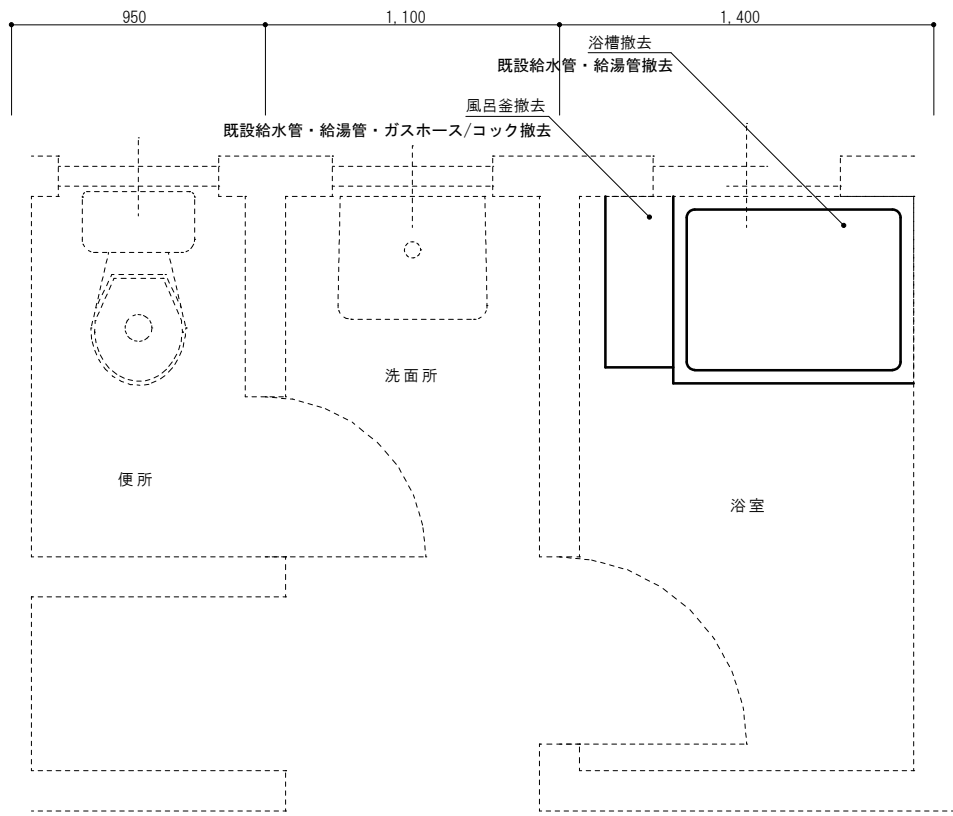 950
1,100
1,400
浴槽撤去
既設給水管・給湯管撤去
風呂釜撤去
既設給水管・給湯管・ガスホース/コック撤去
洗面所
便所
浴室